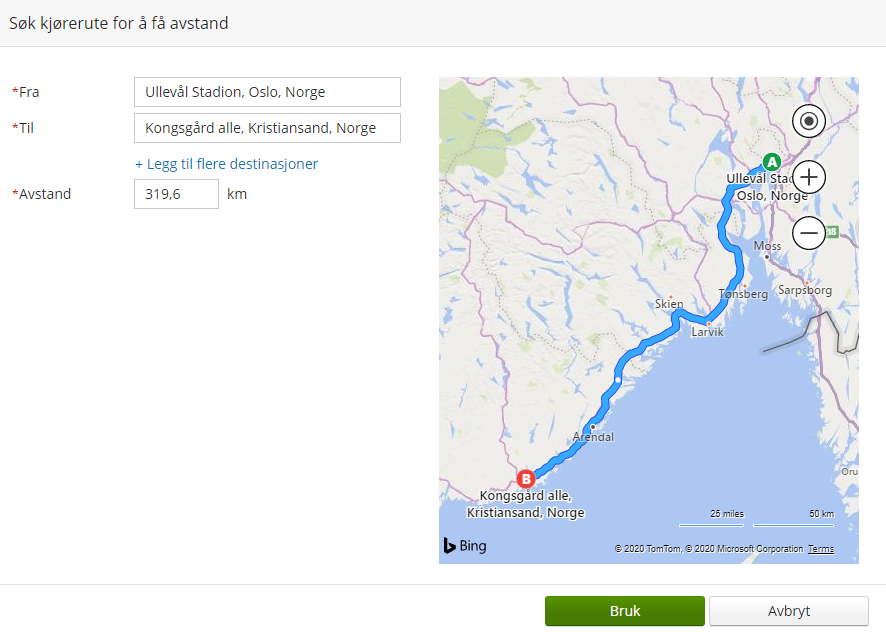 Søk kjørerute for å få avstand
*Fra
Ullevål Stadion, Oslo, Norge
*Til
Kongsgård alle, Kristiansand, Norge
+ Legg til flere destinasjoner
*Avstand
319,6
km
A
Ullevål Stad
Oslo, Norge
18
Moss
Tønsberg
Sarpsborg
Skien
Larvik
Arendal
Oru
B
Kongsgård alle,
Kristiansand, Norge
25 miles
50 km
Bing
© 2020 TomTom, © 2020 Microsoft Corporation Terms
Bruk
Avbryt